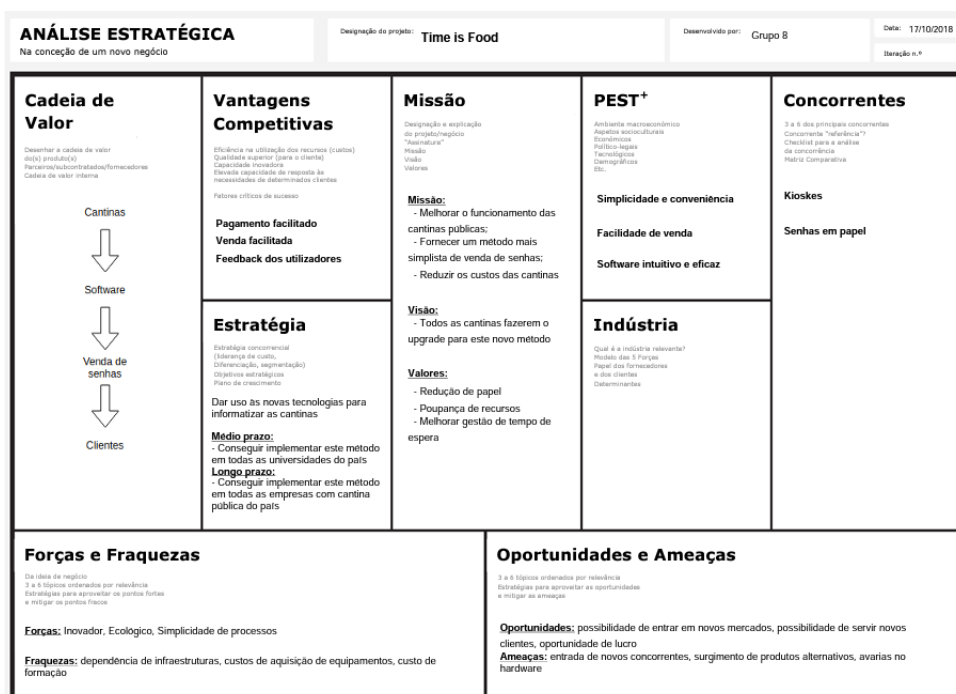 ANÁLISE ESTRATÉGICA
Na conceção de um novo negócio
Designação do projeto: Time is Food
Desenvolvido por: Grupo 8
Data: 17/10/2018
Iteração n.º
Cadeia de
Valor
Desenhar a cadeia de valor
do(s) produto(s)
Parceiros/subcontratados/fornecedores
Cadeia de valor interna
Cantinas
Software
Venda de
senhas
Clientes
Vantagens
Competitivas
Eficiência na utilização dos recursos (custos)
Qualidade superior (para o cliente)
Capacidade inovadora
Elevada capacidade de resposta às
necessidades de determinados clientes
Fatores críticos de sucesso
Pagamento facilitado
Venda facilitada
Feedback dos utilizadores
Estratégia
Estratégia concorrencial
(liderança de custo,
Diferenciação, segmentação)
Objetivos estratégicos
Plano de crescimento
Dar uso às novas tecnologias para
informatizar as cantinas
Médio prazo:
- Conseguir implementar este método
em todas as universidades do país
Longo prazo:
- Conseguir implementar este método
em todas as empresas com cantina
pública do país
Missão
Designação e explicação
do projeto/negócio
"Assinatura"
Missão
Visão
Valores
Missão:
- Melhorar o funcionamento das
cantinas públicas;
- Fornecer um método mais
simplista de venda de senhas;
- Reduzir os custos das cantinas
Visão:
- Todos as cantinas fazerem o
upgrade para este novo método
Valores:
- Redução de papel
- Poupança de recursos
- Melhorar gestão de tempo de
espera
PEST+
Ambiente macroeconómico
Aspetos socioculturais
Económicos
Político-legais
Tecnológicos
Demográficos
Etc.
Simplicidade e conveniência
Facilidade de venda
Software intuitivo e eficaz
Indústria
Qual é a indústria relevante?
Modelo das 5 Forças
Papel dos fornecedores
e dos clientes
Determinantes
Concorrentes
3 a 6 dos principais concorrentes
Concorrente "referência"?
Checklist para a análise
da concorrência
Metriz Comparativa
Kioskes
Senhas em papel
Forças e Fraquezas
Da ideia de negócio
3 a 6 tópicos ordenados por relevância
Estratégias para aproveitar os pontos fortes
e mitigar os pontos fracos
Forças: Inovador, Ecológico, Simplicidade de processos
Fraquezas: dependência de infraestruturas, custos de aquisição de equipamentos, custo de
formação
Oportunidades e Ameaças
3 a 6 tópicos ordenados por relevância
Estratégias para aproveitar as oportunidades
e mitigar as ameaças
Oportunidades: possibilidade de entrar em novos mercados, possibilidade de servir novos
clientes, oportunidade de lucro
Ameaças: entrada de novos concorrentes, surgimento de produtos alternativos, avarias no
hardware